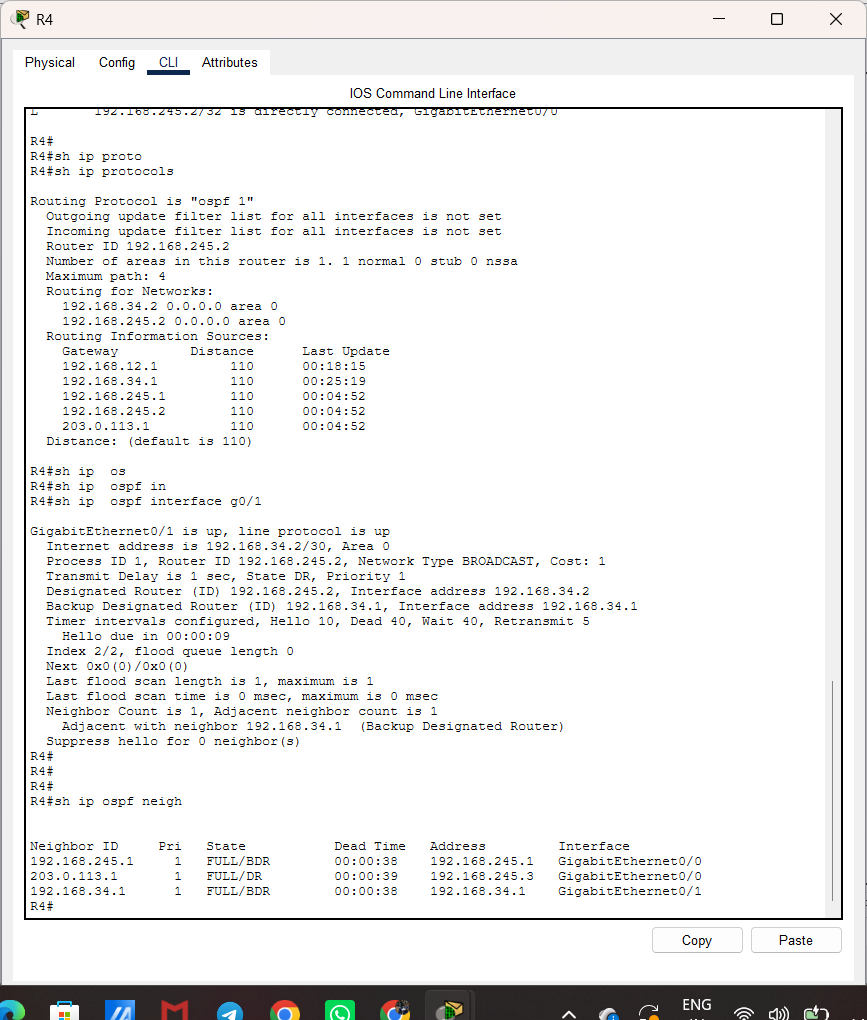 R4
Physical Config CLI Attributes
IOS Command Line Interface
L 192.168.245.2/32 is directly connected, GigabitEthernet0/0
R4#
R4#sh ip proto
R4#sh ip protocols
Routing Protocol is "ospf 1"
Outgoing update filter list for all interfaces is not set
Incoming update filter list for all interfaces is not set
Router ID 192.168.245.2
Number of areas in this router is 1. 1 normal 0 stub 0 nssa
Maximum path: 4
Routing for Networks:
192.168.34.2 0.0.0.0 area 0
192.168.245.2 0.0.0.0 area 0
Routing Information Sources:
Gateway Distance Last Update
192.168.12.1 110 00:18:15
192.168.34.1 110 00:25:19
192.168.245.1 110 00:04:52
192.168.245.2 110 00:04:52
203.0.113.1 110 00:04:52
Distance: (default is 110)
R4#sh ip os
R4#sh ip ospf in
R4#sh ip ospf interface g0/1
GigabitEthernet0/1 is up, line protocol is up
Internet address is 192.168.34.2/30, Area 0
Process ID 1, Router ID 192.168.245.2, Network Type BROADCAST, Cost: 1
Transmit Delay is 1 sec, State DR, Priority 1
Designated Router (ID) 192.168.245.2, Interface address 192.168.34.2
Backup Designated Router (ID) 192.168.34.1, Interface address 192.168.34.1
Timer intervals configured, Hello 10, Dead 40, Wait 40, Retransmit 5
Hello due in 00:00:09
Index 2/2, flood queue length 0
Next 0x0(0)/0x0(0)
Last flood scan length is 1, maximum is 1
Last flood scan time is 0 msec, maximum is 0 msec
Neighbor Count is 1, Adjacent neighbor count is 1
Adjacent with neighbor 192.168.34.1 (Backup Designated Router)
Suppress hello for 0 neighbor(s)
R4#
R4#
R4#
R4#sh ip ospf neigh
Neighbor ID Pri State Dead Time Address Interface
192.168.245.1 1 FULL/BDR 00:00:38 192.168.245.1 GigabitEthernet0/0
203.0.113.1 1 FULL/DR 00:00:39 192.168.245.3 GigabitEthernet0/0
192.168.34.1 1 FULL/BDR 00:00:38 192.168.34.1 GigabitEthernet0/1
R4#
Copy Paste
ENG